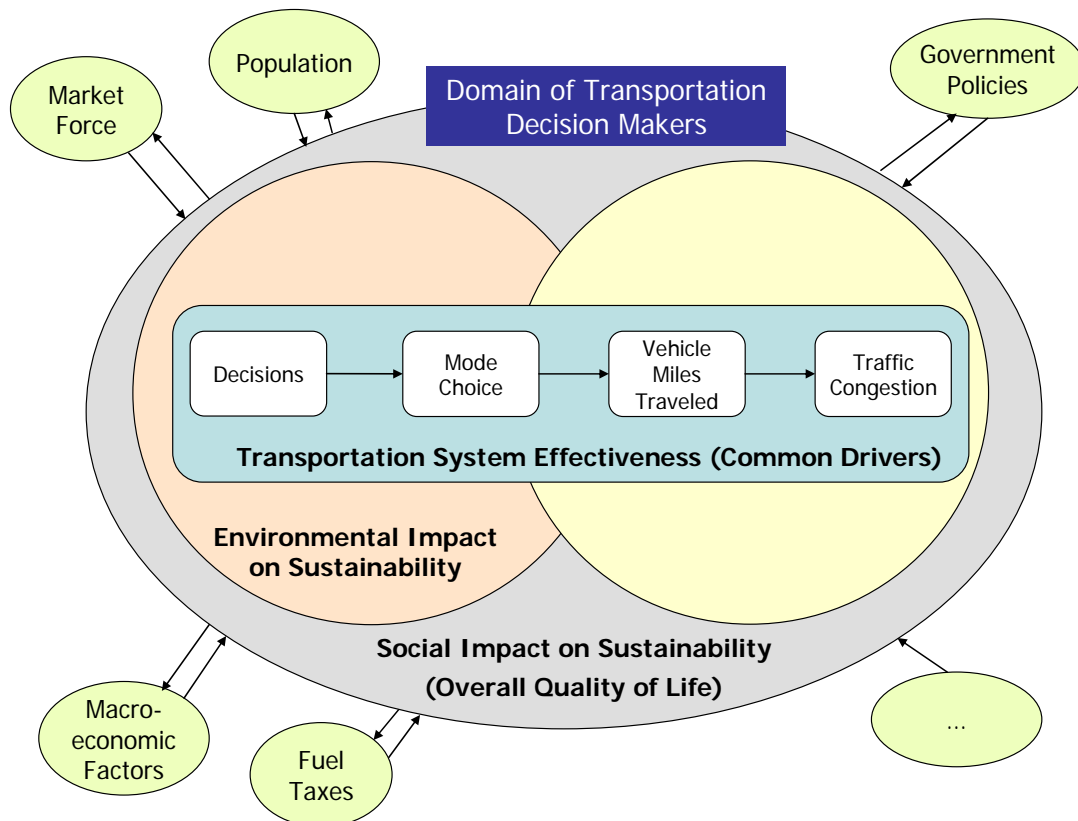 Population
Market
Force
Domain of Transportation
Decision Makers
Government
Policies
Decisions
Mode
Choice
Vehicle
Miles
Traveled
Traffic
Congestion
Transportation System Effectiveness (Common Drivers)
Environmental Impact
on Sustainability
Social Impact on Sustainability
(Overall Quality of Life)
Macro-
economic
Factors
Fuel
Taxes
...